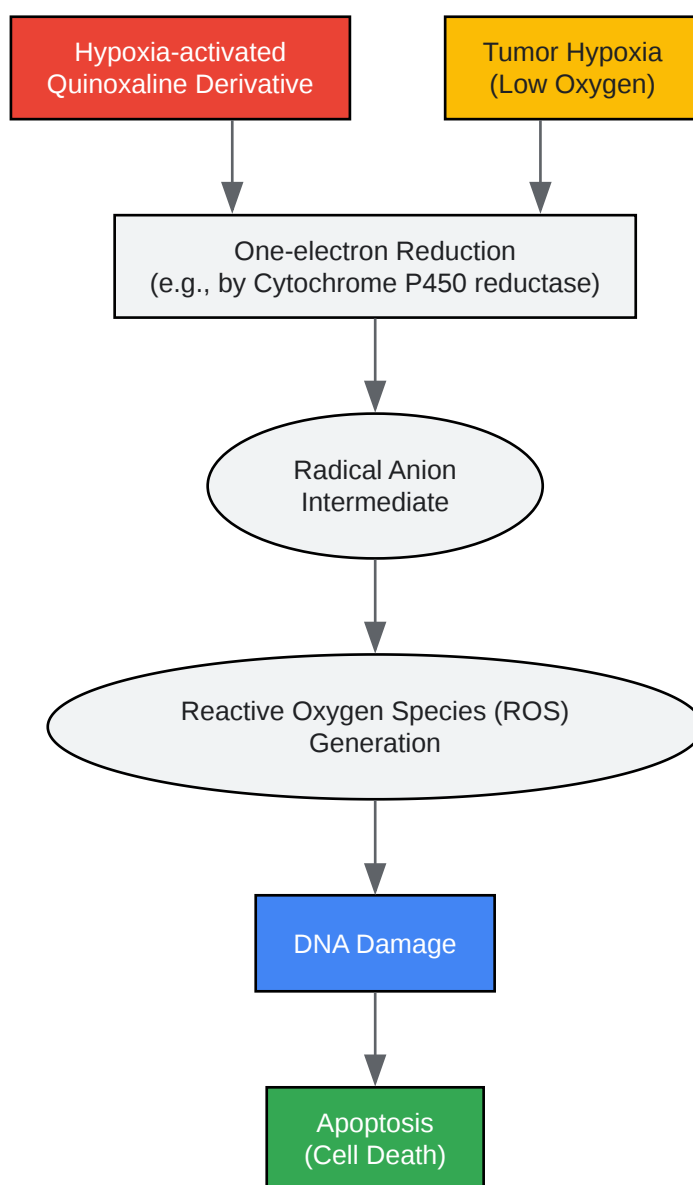 Hypoxia-activated
Quinoxaline Derivative
Tumor Hypoxia
(Low Oxygen)
One-electron Reduction
(e.g., by Cytochrome P450 reductase)
Radical Anion
Intermediate
Reactive Oxygen Species (ROS)
Generation
DNA Damage
Apoptosis
(Cell Death)